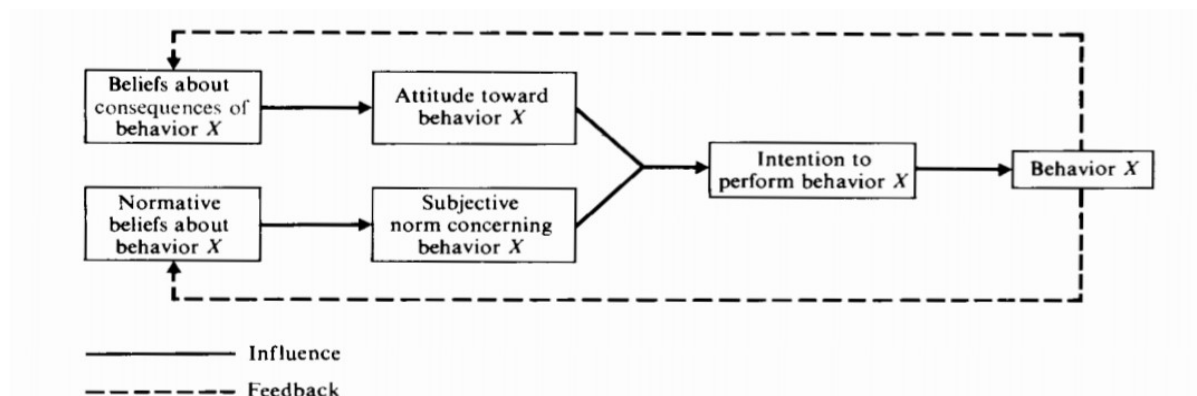 Beliefs about
consequences of
behavior X
Attitude toward
behavior X
Intention to
perform behavior X
Behavior X
Normative
beliefs about
behavior X
Subjective
norm concerning
behavior X
Influence
Feedback